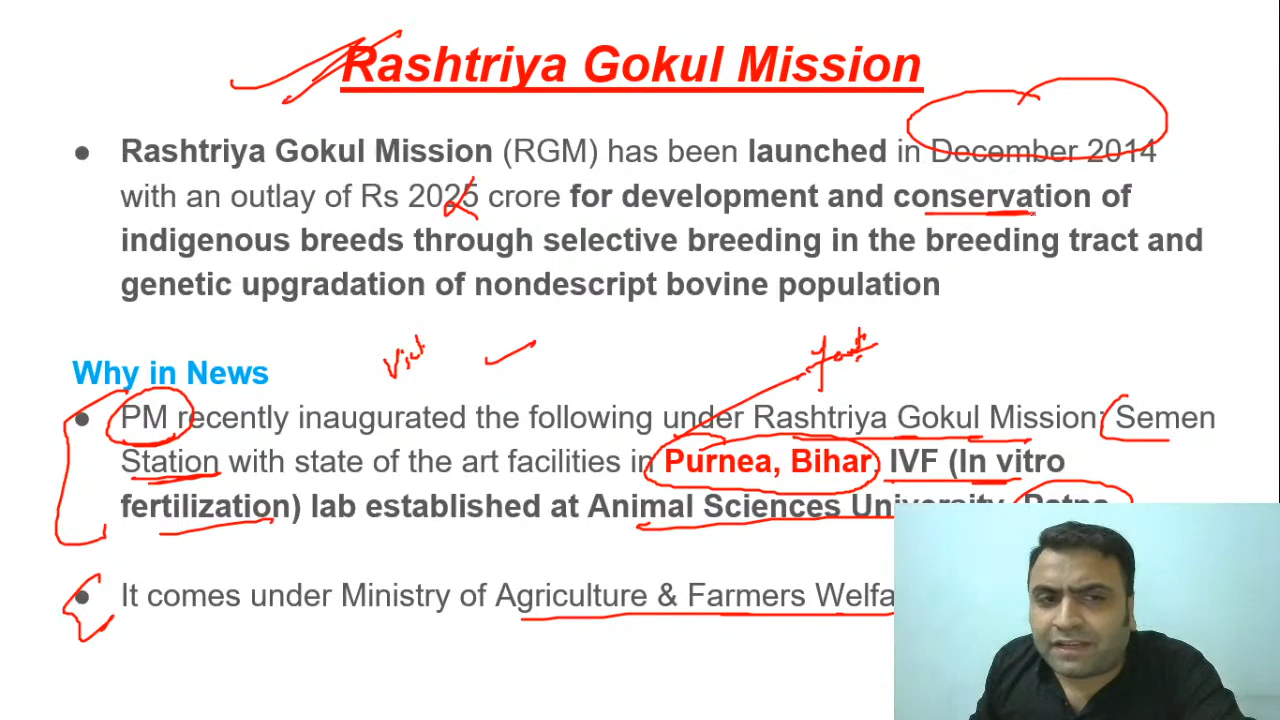 Rashtriya Gokul Mission
● Rashtriya Gokul Mission (RGM) has been launched in December 2014
with an outlay of Rs 2025 crore for development and conservation of
indigenous breeds through selective breeding in the breeding tract and
genetic upgradation of nondescript bovine population
Why in News
● PM recently inaugurated the following under Rashtriya Gokul Mission: Semen
Station with state of the art facilities in Purnea, Bihar, IVF (In vitro
fertilization) lab established at Animal Sciences University, Patna
● It comes under Ministry of Agriculture & Farmers Welfa